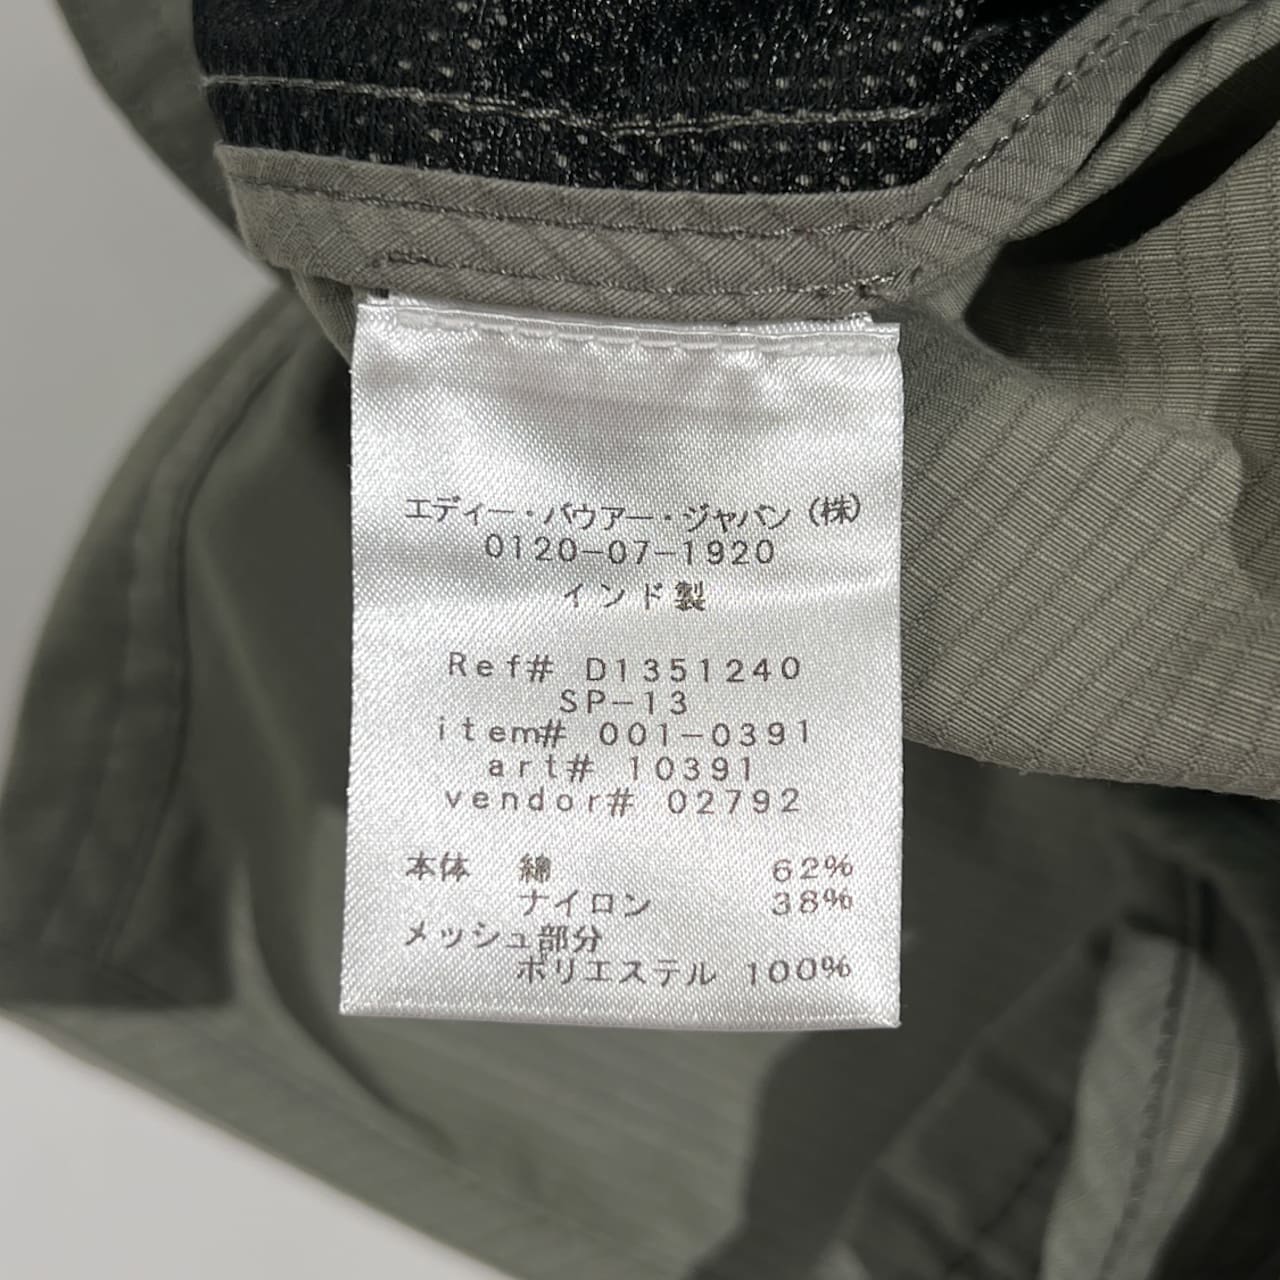 エディー・バウアー・ジャパン（株）
0120-07-1920
インド製
Ref# D1351240
SP-13
item# 001-0391
art# 10391
vendor# 02792
本体 綿 62%
ナイロン 38%
メッシュ部分
ポリエステル 100%